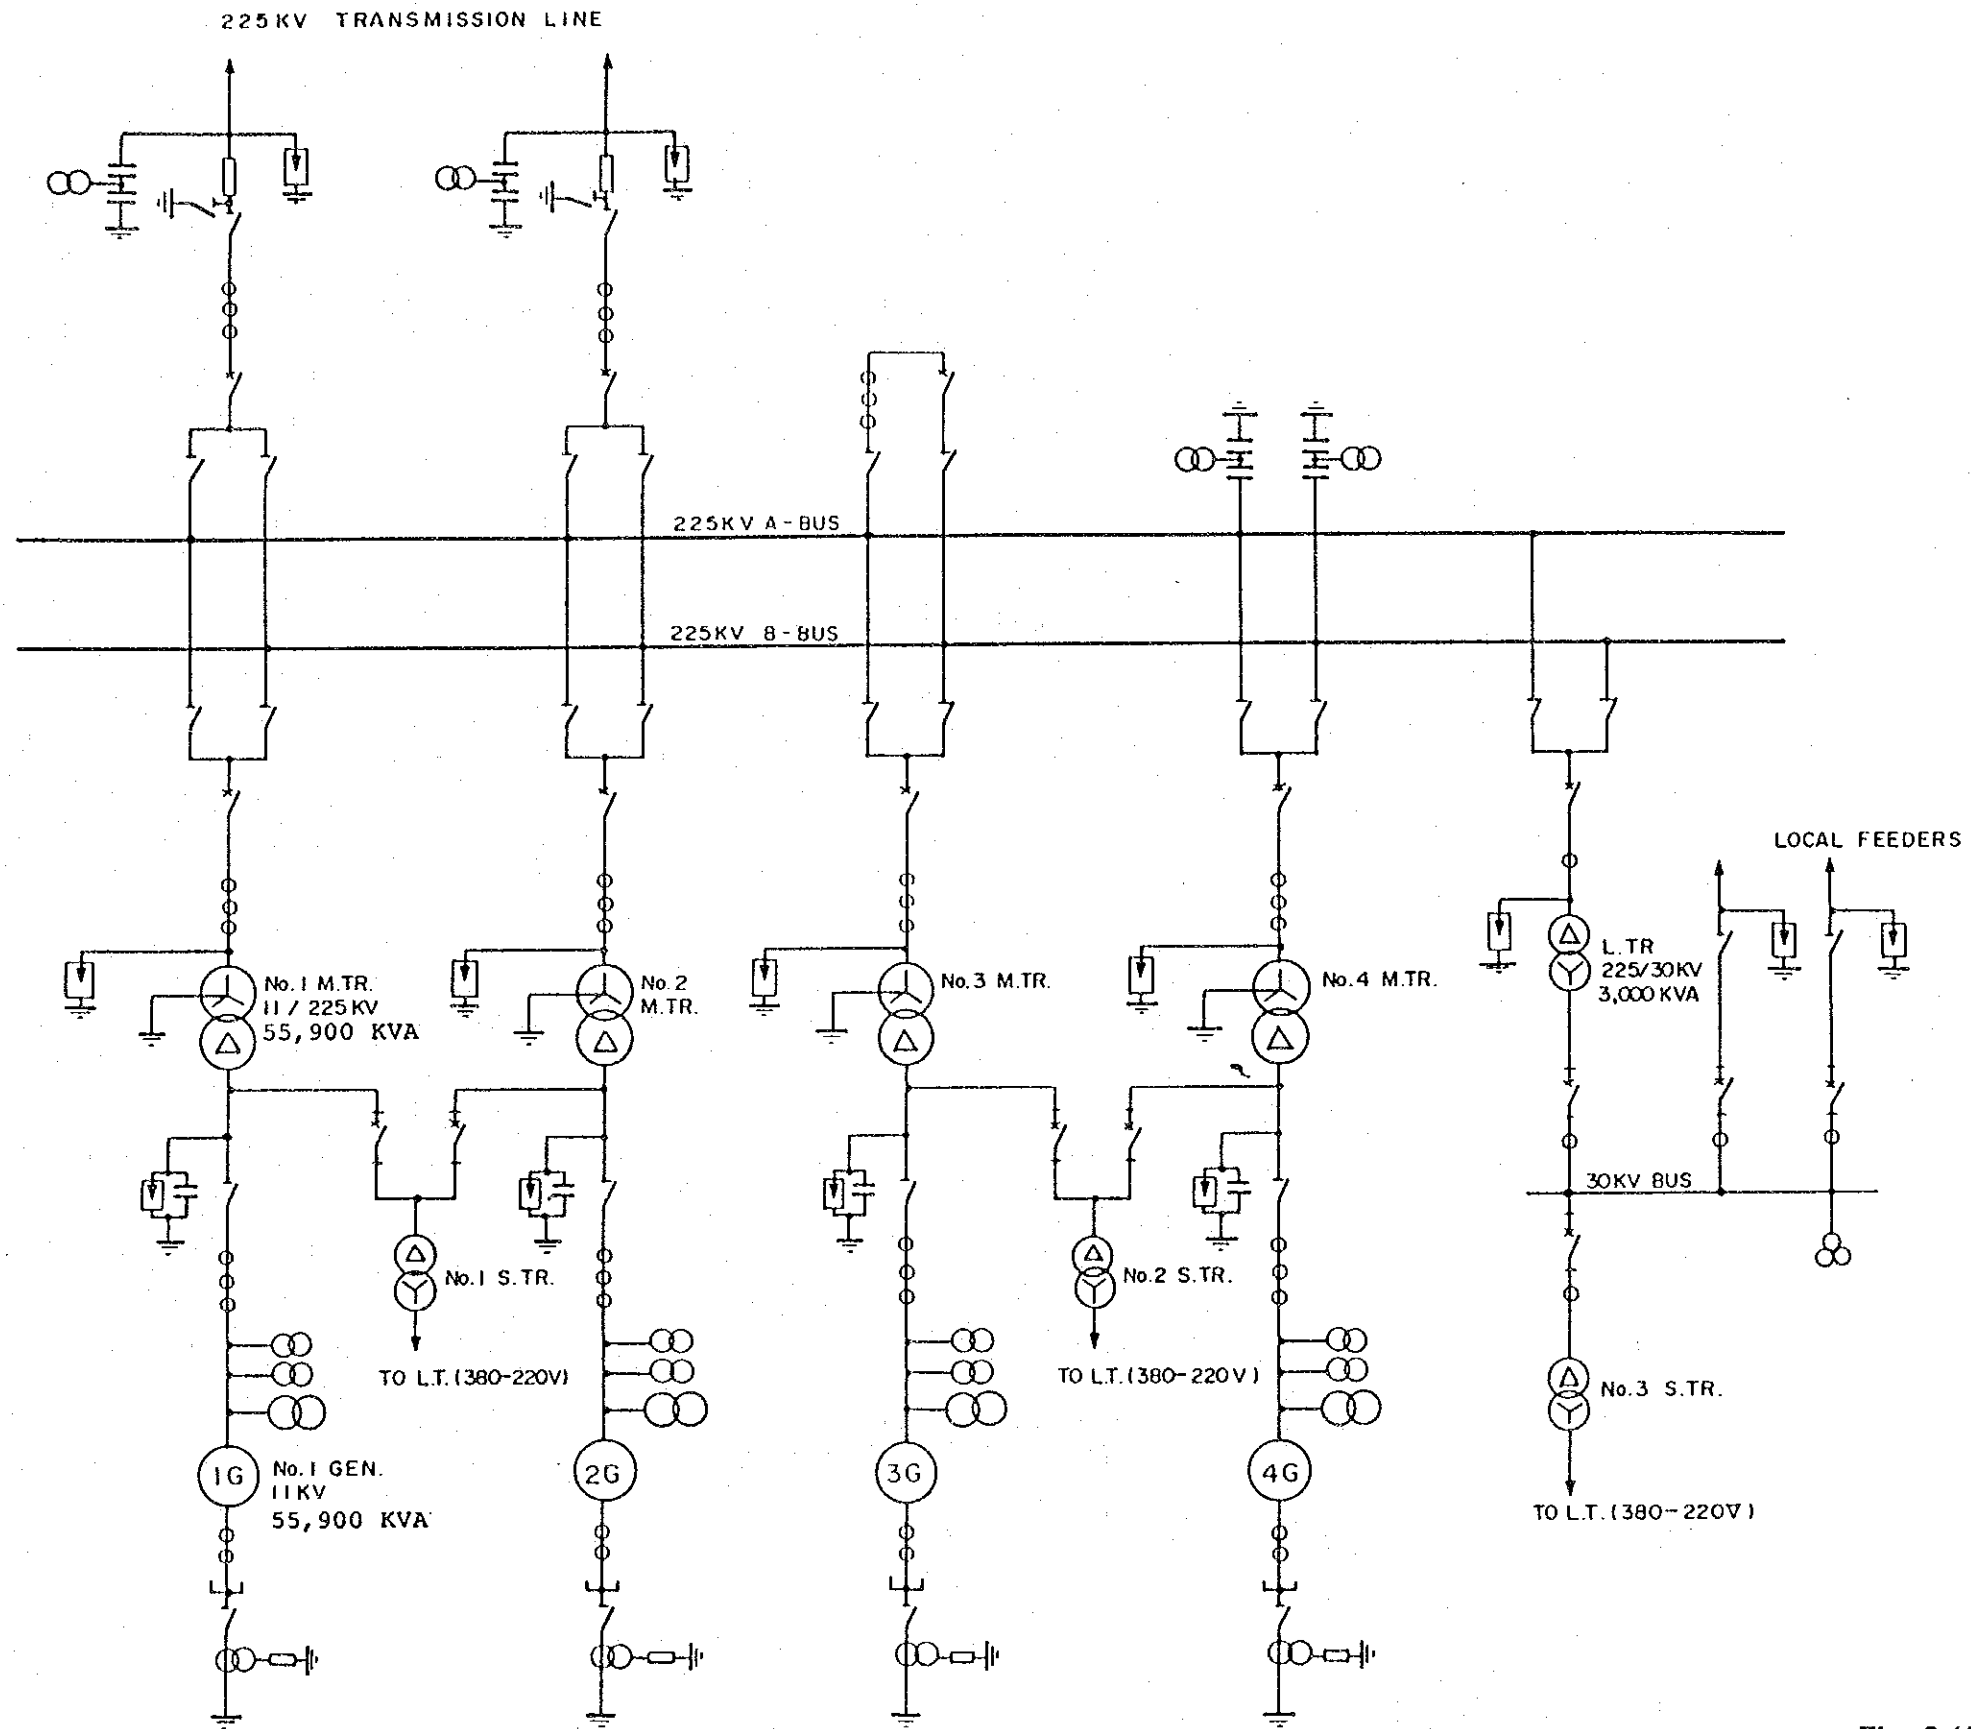 225KV TRANSMISSION LINE
225KV A-BUS
225KV B-BUS
LOCAL FEEDERS
No.1 M.TR.
11/225KV
55,900 KVA
No.2
M.TR.
No.3 M.TR.
No.4 M.TR.
L.TR
225/30KV
3,000KVA
30KV BUS
No.1 S.TR.
No.2 S.TR.
TO L.T.(380-220V)
TO L.T.(380-220V)
No.3 S.TR.
1G
No.1 GEN.
11KV
55,900 KVA
2G
3G
4G
TO L.T.(380-220V)